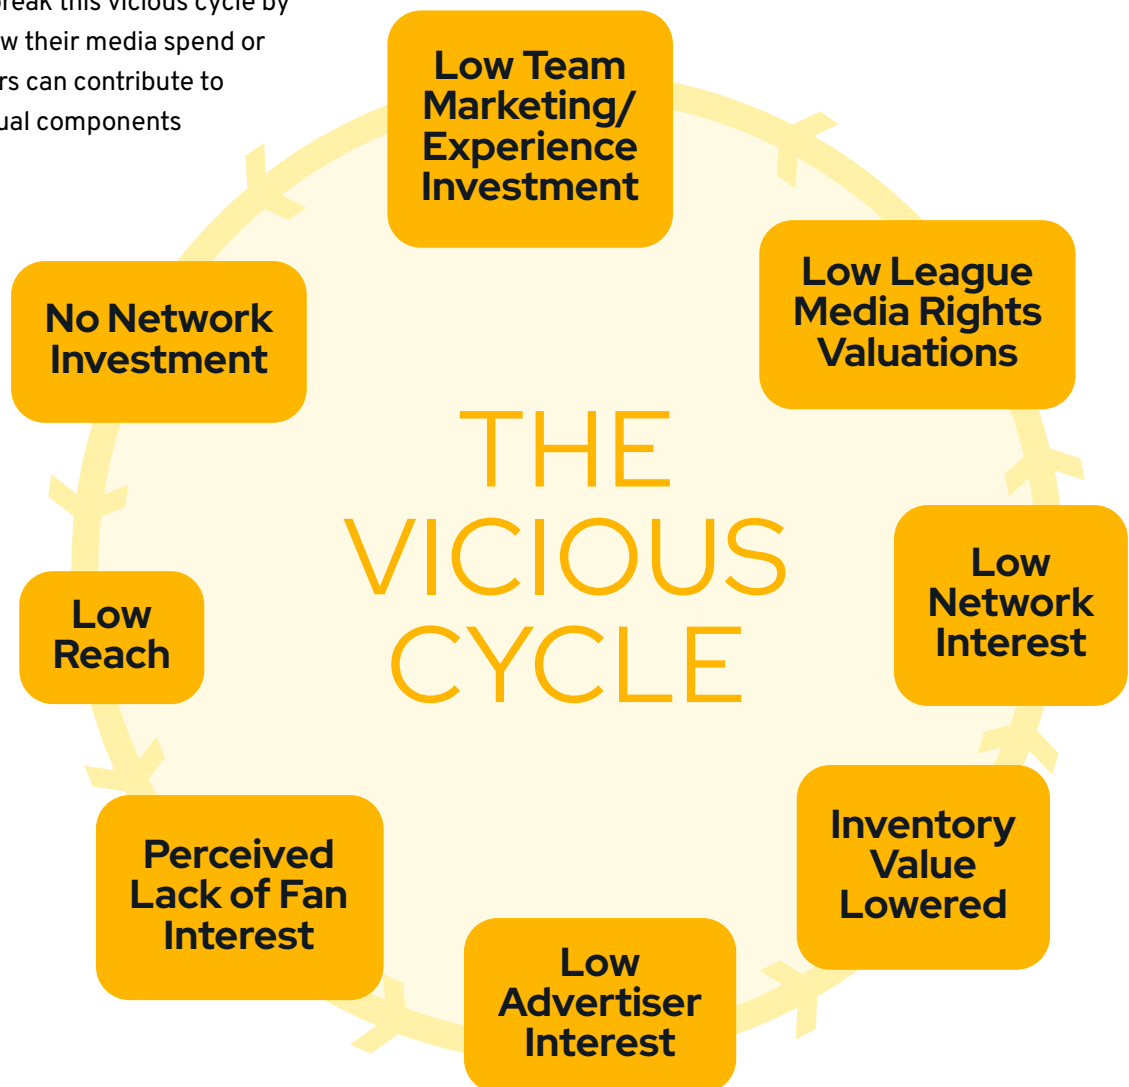 break this vicious cycle by
w their media spend or
rs can contribute to
ual components
Low Team
Marketing/
Experience
Investment
Low League
Media Rights
Valuations
No Network
Investment
THE
VICIOUS
CYCLE
Low
Network
Interest
Low
Reach
Inventory
Value
Lowered
Perceived
Lack of Fan
Interest
Low
Advertiser
Interest